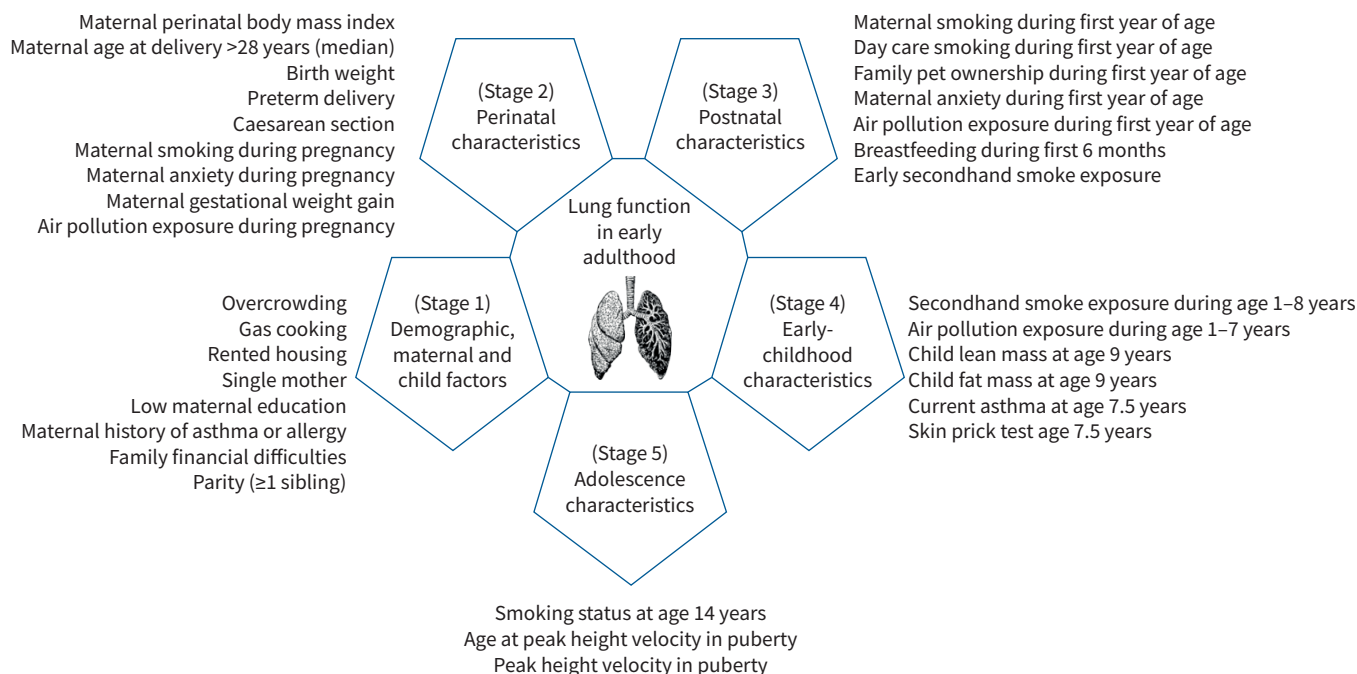 Maternal perinatal body mass index
Maternal age at delivery >28 years (median)
Birth weight
Preterm delivery
Caesarean section
Maternal smoking during pregnancy
Maternal anxiety during pregnancy
Maternal gestational weight gain
Air pollution exposure during pregnancy
(Stage 2)
Perinatal
characteristics
(Stage 3)
Postnatal
characteristics
Maternal smoking during first year of age
Day care smoking during first year of age
Family pet ownership during first year of age
Maternal anxiety during first year of age
Air pollution exposure during first year of age
Breastfeeding during first 6 months
Early secondhand smoke exposure
Lung function
in early
adulthood
Overcrowding
Gas cooking
Rented housing
Single mother
Low maternal education
Maternal history of asthma or allergy
Family financial difficulties
Parity (≥1 sibling)
(Stage 1)
Demographic,
maternal and
child factors
(Stage 4)
Early-
childhood
characteristics
Secondhand smoke exposure during age 1–8 years
Air pollution exposure during age 1–7 years
Child lean mass at age 9 years
Child fat mass at age 9 years
Current asthma at age 7.5 years
Skin prick test age 7.5 years
(Stage 5)
Adolescence
characteristics
Smoking status at age 14 years
Age at peak height velocity in puberty
Peak height velocity in puberty